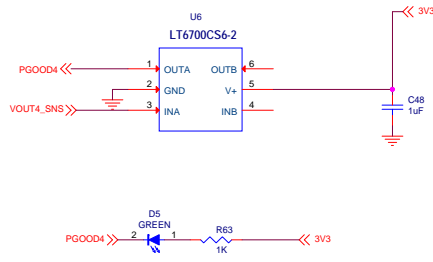 3V3
U6
LT6700CS6-2
PGOOD4 1 OUTA OUTB 6
2 GND V+ 5
VOUT4_SNS 3 INA INB 4
C48
1uF
D5
GREEN
R63
PGOOD4 2 1 3V3
1K